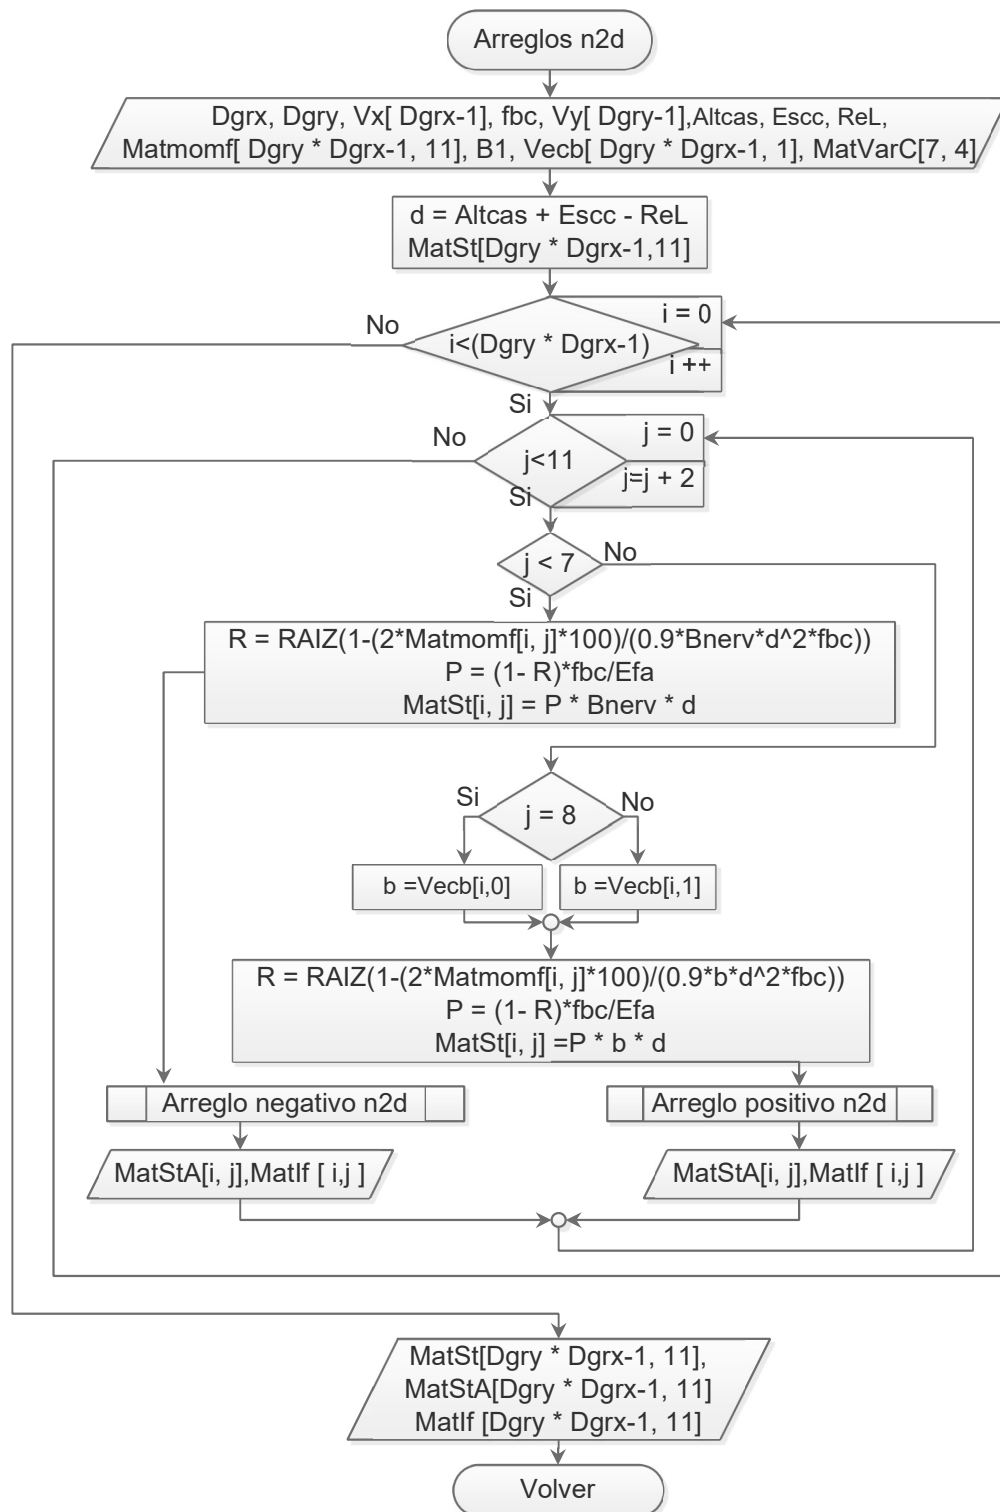 Arreglos n2d
Dgrx, Dgry, Vx[ Dgrx-1], fbc, Vy[ Dgry-1],Altcas, Escc, ReL,
Matmomf[ Dgry * Dgrx-1, 11], B1, Vecb[ Dgry * Dgrx-1, 1], MatVarC[7, 4]
d = Altcas + Escc - ReL
MatSt[Dgry * Dgrx-1,11]
No
i = 0
i<(Dgry * Dgrx-1)
i ++
Si
No
j = 0
j<11
j=j + 2
Si
j < 7
No
Si
R = RAIZ(1-(2*Matmomf[i, j]*100)/(0.9*Bnerv*d^2*fbc))
P = (1- R)*fbc/Efa
MatSt[i, j] = P * Bnerv * d
Si
j = 8
No
b =Vecb[i,0]
b =Vecb[i,1]
R = RAIZ(1-(2*Matmomf[i, j]*100)/(0.9*b*d^2*fbc))
P = (1- R)*fbc/Efa
MatSt[i, j] =P * b * d
Arreglo negativo n2d
Arreglo positivo n2d
MatStA[i, j],MatIf [ i,j ]
MatStA[i, j],MatIf [ i,j ]
MatSt[Dgry * Dgrx-1, 11],
MatStA[Dgry * Dgrx-1, 11]
MatIf [Dgry * Dgrx-1, 11]
Volver